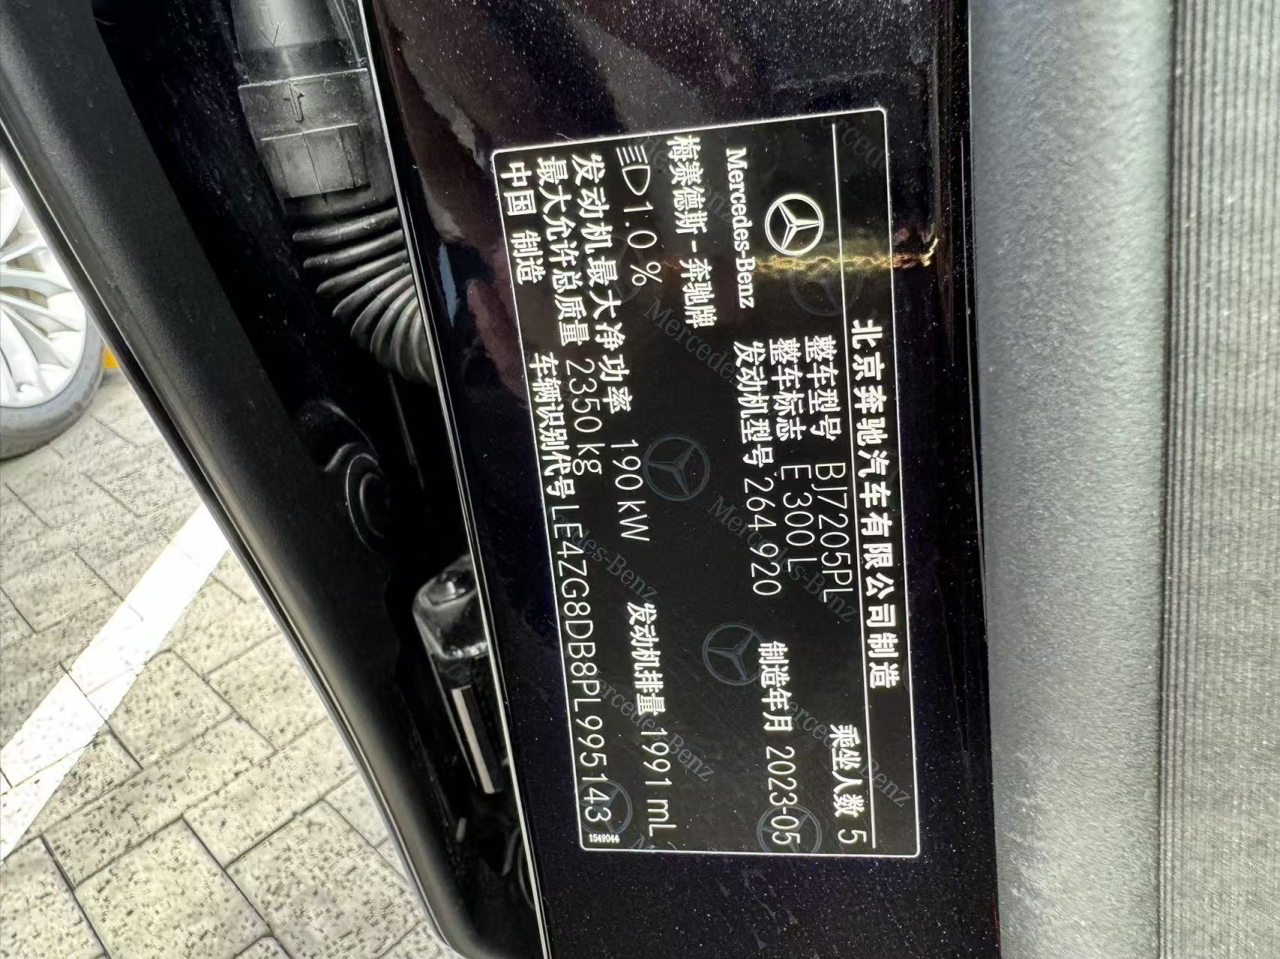 北京奔驰汽车有限公司制造
整车型号 BJ7205PL 乘坐人数 5
整车标志 E 300 L
Mercedes-Benz 发动机型号 264 920 制造年月 2023-05
梅赛德斯-奔驰牌
1.0 %
发动机最大净功率 190 kW 发动机排量 1991 mL
最大允许总质量 2350 kg
中国 制造 车辆识别代号 LE4ZG8DB8PL995143
1549044